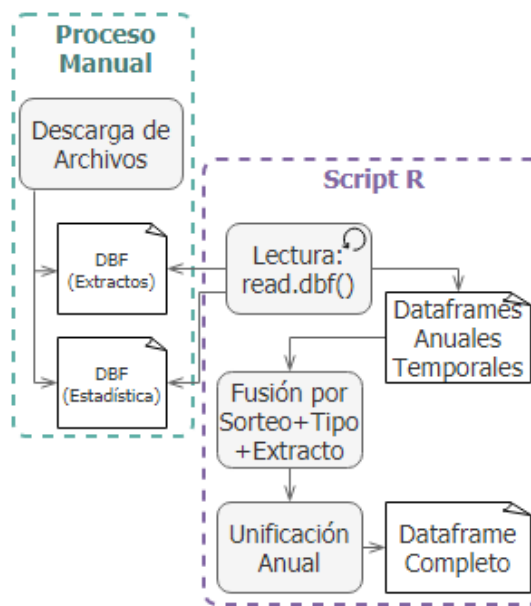 Proceso
Manual
Descarga de
Archivos
DBF
(Extractos)
DBF
(Estadística)
Script R
Lectura:
read.dbf()
Dataframes
Anuales
Temporales
Fusión por
Sorteo+Tipo
+Extracto
Unificación
Anual
Dataframe
Completo